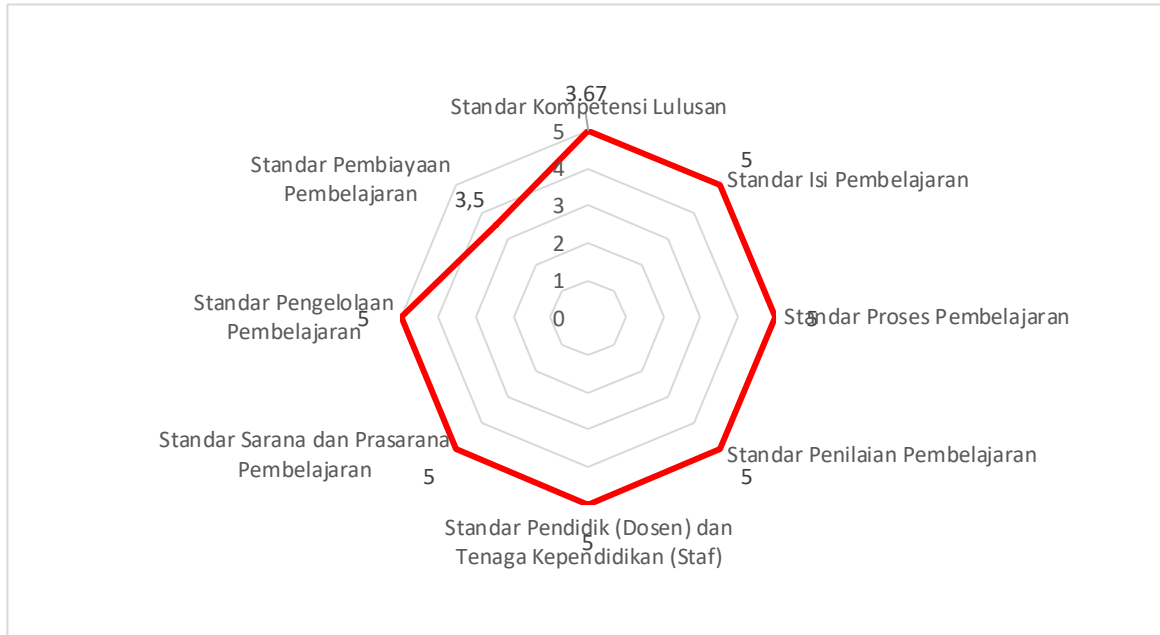 3.67
Standar Kompetensi Lulusan
5
Standar Isi Pembelajaran
5
Standar Proses Pembelajaran
5
Standar Penilaian Pembelajaran
5
Standar Pendidik (Dosen) dan
Tenaga Kependidikan (Staf)
5
Standar Sarana dan Prasarana
Pembelajaran
5
Standar Pengelolaan
Pembelajaran
5
Standar Pembiayaan
Pembelajaran
3,5
5
4
3
2
1
0